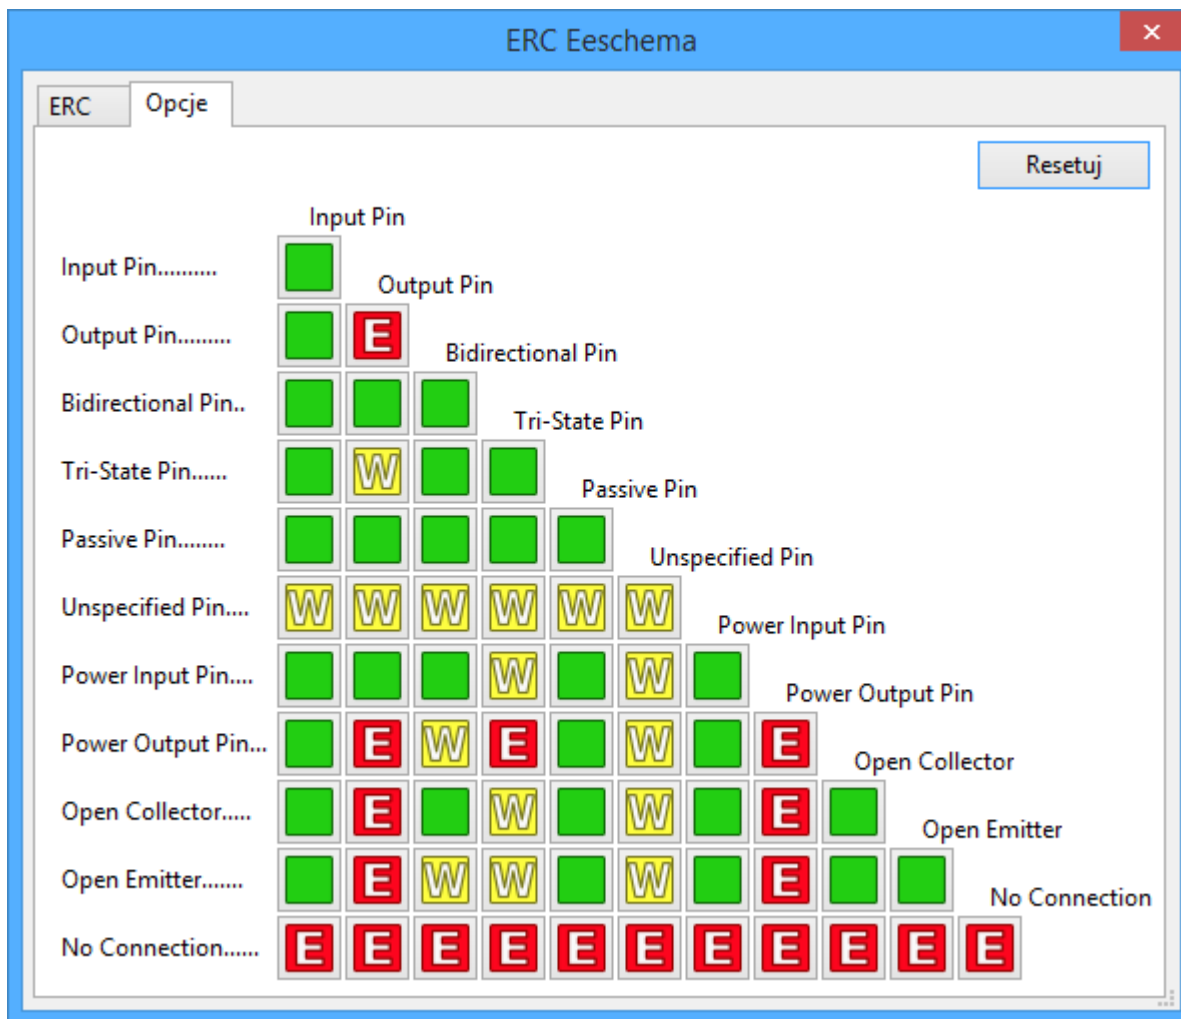 ERC Eeschema
ERC Opcje
Resetuj
Input Pin
Input Pin..........
Output Pin
Output Pin......... E
Bidirectional Pin
Bidirectional Pin..
Tri-State Pin
Tri-State Pin...... W
Passive Pin
Passive Pin........
Unspecified Pin
Unspecified Pin.... W W W W W W
Power Input Pin
Power Input Pin.... W W
Power Output Pin
Power Output Pin... E W E W E
Open Collector
Open Collector..... E W W E
Open Emitter
Open Emitter....... E W W W E
No Connection
No Connection...... E E E E E E E E E E E